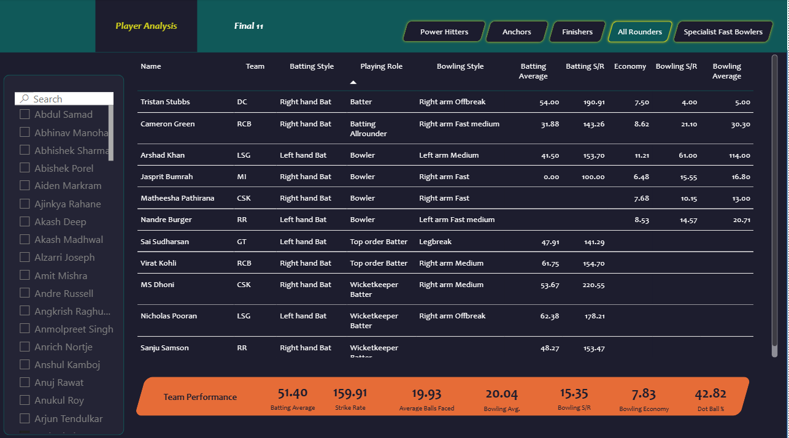 Player Analysis
Final 11
Power Hitters
Anchors
Finishers
All Rounders
Specialist Fast Bowlers
Search
Abdul Samad
Abhinav Manoha
Abhishek Sharma
Abishek Porel
Aiden Markram
Ajinkya Rahane
Akash Deep
Akash Madhwal
Alzarri Joseph
Amit Mishra
Andre Russell
Angkrish Raghu...
Anmolpreet Singh
Anrich Nortje
Anshul Kamboj
Anuj Rawat
Anukul Roy
Arjun Tendulkar
Name Team Batting Style Playing Role Bowling Style Batting Average Batting S/R Economy Bowling S/R Bowling Average
Tristan Stubbs DC Right hand Bat Batter Right arm Offbreak 54.00 190.91 7.50 4.00 5.00
Cameron Green RCB Right hand Bat Batting Allrounder Right arm Fast medium 31.88 143.26 8.62 21.10 30.30
Arshad Khan LSG Left hand Bat Bowler Left arm Medium 41.50 153.70 11.21 61.00 114.00
Jasprit Bumrah MI Right hand Bat Bowler Right arm Fast 0.00 100.00 6.48 15.55 16.80
Matheesha Pathirana CSK Right hand Bat Bowler Right arm Fast 7.68 10.15 13.00
Nandre Burger RR Left hand Bat Bowler Left arm Fast medium 8.53 14.57 20.71
Sai Sudharsan GT Left hand Bat Top order Batter Legbreak 47.91 141.29
Virat Kohli RCB Right hand Bat Top order Batter Right arm Medium 61.75 154.70
MS Dhoni CSK Right hand Bat Wicketkeeper Batter Right arm Medium 53.67 220.55
Nicholas Pooran LSG Left hand Bat Wicketkeeper Batter Right arm Offbreak 62.38 178.21
Sanju Samson RR Right hand Bat Wicketkeeper Batter 48.27 153.47
Team Performance
51.40 159.91 19.93 20.04 15.35 7.83 42.82
Batting Average Strike Rate Average Balls Faced Bowling Avg. Bowling S/R Bowling Economy Dot Ball %